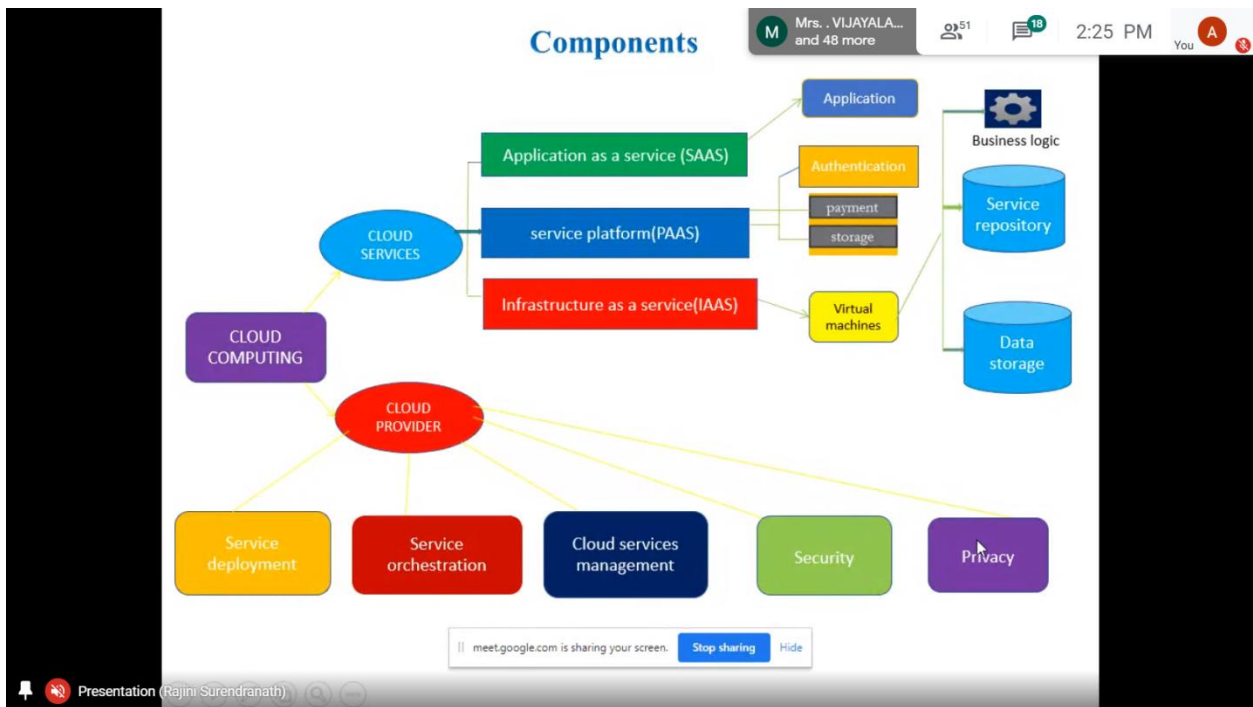 Components
M
Mrs. . VIJAYALA...
and 48 more
51
18
2:25 PM
You
A
Application
Application as a service (SAAS)
Business logic
Authentication
payment
storage
service platform(PAAS)
Service
repository
CLOUD
SERVICES
Infrastructure as a service(IAAS)
Virtual
machines
Data
storage
CLOUD
COMPUTING
CLOUD
PROVIDER
Service
deployment
Service
orchestration
Cloud services
management
Security
Privacy
meet.google.com is sharing your screen.
Stop sharing
Hide
Presentation (Rajini Surendranath)